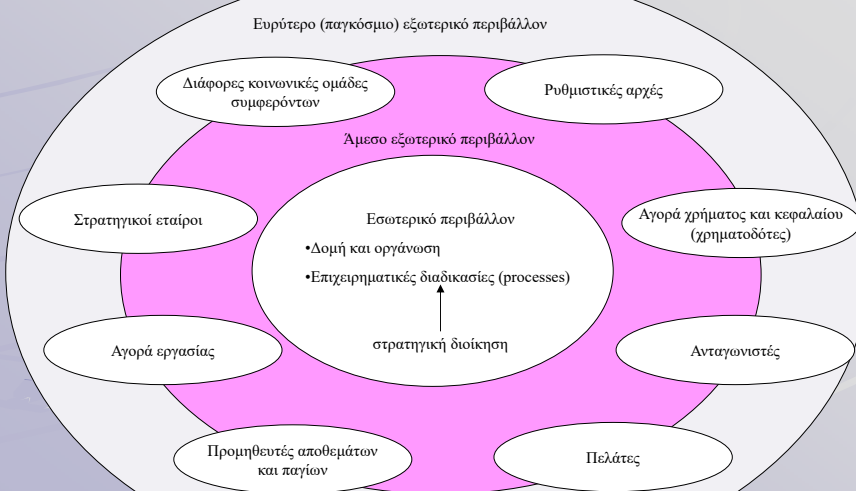 Ευρύτερο (παγκόσμιο) εξωτερικό περιβάλλον
Διάφορες κοινωνικές ομάδες
συμφερόντων
Ρυθμιστικές αρχές
Άμεσο εξωτερικό περιβάλλον
Στρατηγικοί εταίροι
Εσωτερικό περιβάλλον
•Δομή και οργάνωση
•Επιχειρηματικές διαδικασίες (processes)
στρατηγική διοίκηση
Αγορά χρήματος και κεφαλαίου
(χρηματοδότες)
Αγορά εργασίας
Ανταγωνιστές
Προμηθευτές αποθεμάτων
και παγίων
Πελάτες